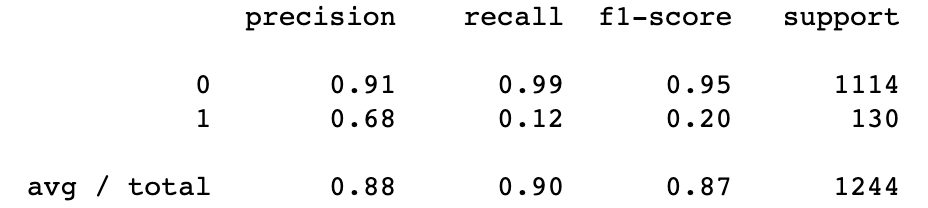 precision recall f1-score support
0 0.91 0.99 0.95 1114
1 0.68 0.12 0.20 130
avg / total 0.88 0.90 0.87 1244